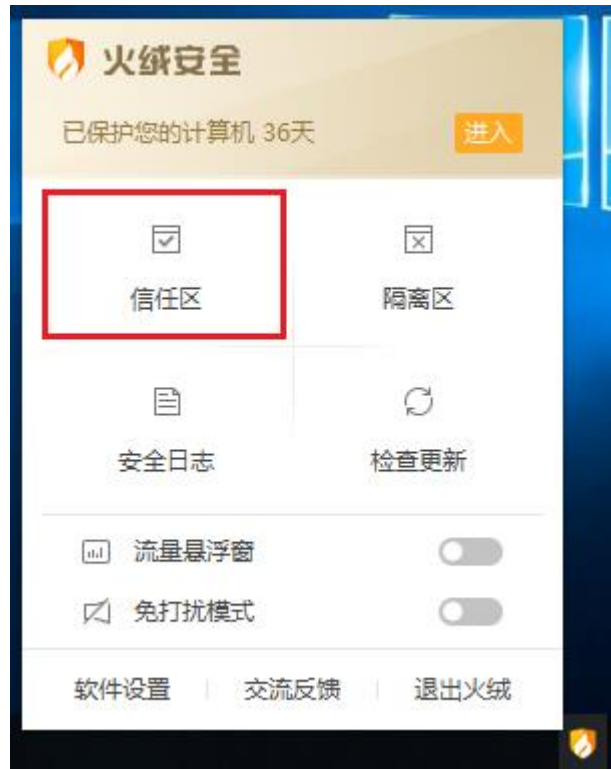 火绒安全
已保护您的计算机 36天 进入
信任区 隔离区
安全日志 检查更新
流量悬浮窗
免打扰模式
软件设置 交流反馈 退出火绒